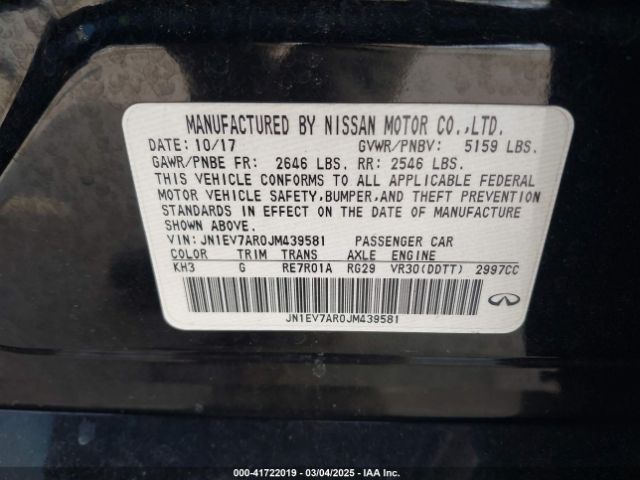 MANUFACTURED BY NISSAN MOTOR CO.,LTD.
DATE: 10/17 GVWR/PNBV: 5159 LBS.
GAWR/PNBE FR: 2646 LBS. RR: 2546 LBS.
THIS VEHICLE CONFORMS TO ALL APPLICABLE FEDERAL
MOTOR VEHICLE SAFETY, BUMPER, AND THEFT PREVENTION
STANDARDS IN EFFECT ON THE DATE OF MANUFACTURE
SHOWN ABOVE.
VIN: JN1EV7AR0JM439581 PASSENGER CAR
COLOR TRIM TRANS AXLE ENGINE
KH3 G RE7R01A RG29 VR30(DDTT) 2997CC
JN1EV7AR0JM439581
INFINITI
000-41722019 - 03/04/2025 - IAA Inc.